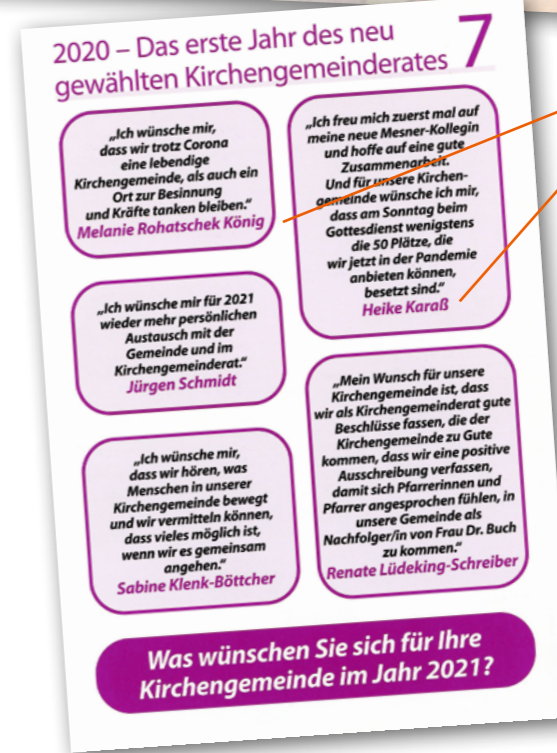 2020 – Das erste Jahr des neu
gewählten Kirchengemeinderates
7
„Ich wünsche mir,
dass wir trotz Corona
eine lebendige
Kirchengemeinde, als auch ein
Ort zur Besinnung
und Kräfte tanken bleiben.“
Melanie Rohatschek König
„Ich wünsche mir für 2021
wieder mehr persönlichen
Austausch mit der
Gemeinde und im
Kirchengemeinderat.“
Jürgen Schmidt
„Ich wünsche mir,
dass wir hören, was
Menschen in unserer
Kirchengemeinde bewegt
und wir vermitteln können,
dass vieles möglich ist,
wenn wir es gemeinsam
angehen.“
Sabine Klenk-Böttcher
„Ich freu mich zuerst mal auf
meine neue Mesner-Kollegin
und hoffe auf eine gute
Zusammenarbeit.
Und für unsere Kirchen-
gemeinde wünsche ich mir,
dass am Sonntag beim
Gottesdienst wenigstens
die 50 Plätze, die
wir jetzt in der Pandemie
anbieten können,
besetzt sind.“
Heike Karaß
„Mein Wunsch für unsere
Kirchengemeinde ist, dass
wir als Kirchengemeinderat gute
Beschlüsse fassen, die der
Kirchengemeinde zu Gute
kommen, dass wir eine positive
Ausschreibung verfassen,
damit sich Pfarrerinnen und
Pfarrer angesprochen fühlen, in
unsere Gemeinde als
Nachfolger/in von Frau Dr. Buch
zu kommen.“
Renate Lüdeking-Schreiber
Was wünschen Sie sich für Ihre
Kirchengemeinde im Jahr 2021?